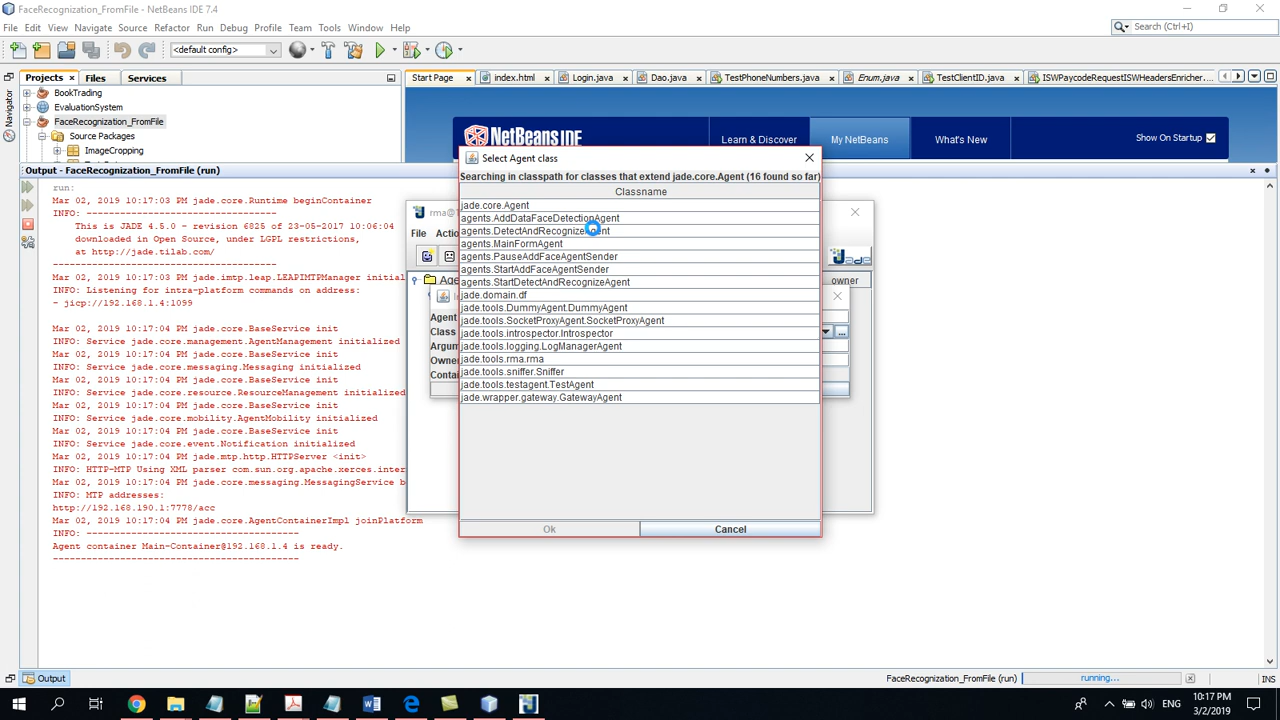 FaceRecognization_FromFile - NetBeans IDE 7.4
File Edit View Navigate Source Refactor Run Debug Profile Team Tools Window Help
Search (Ctrl+I)
<default config>
Projects × Files Services
Start Page index.html Login.java Dao.java TestPhoneNumbers.java Enum.java TestClientID.java ISWPaycodeRequestISWHeadersEnricher...
Navigator
BookTrading
EvaluationSystem
FaceRecognization_FromFile
Source Packages
ImageCropping
NetBeans IDE
Learn & Discover
My NetBeans
What's New
Show On Startup
Output - FaceRecognization_FromFile (run)
run:
Mar 02, 2019 10:17:03 PM jade.core.Runtime beginContainer
INFO: ----------------------------------
This is JADE 4.5.0 - revision 6825 of 23-05-2017 10:06:04
downloaded in Open Source, under LGPL restrictions,
at http://jade.tilab.com/
----------------------------------------
Mar 02, 2019 10:17:03 PM jade.imtp.leap.LEAPIMTPManager initial
INFO: Listening for intra-platform commands on address:
- jicp://192.168.1.4:1099
Mar 02, 2019 10:17:04 PM jade.core.BaseService init
INFO: Service jade.core.management.AgentManagement initialized
Mar 02, 2019 10:17:04 PM jade.core.BaseService init
INFO: Service jade.core.messaging.Messaging initialized
Mar 02, 2019 10:17:04 PM jade.core.BaseService init
INFO: Service jade.core.resource.ResourceManagement initialized
Mar 02, 2019 10:17:04 PM jade.core.BaseService init
INFO: Service jade.core.mobility.AgentMobility initialized
Mar 02, 2019 10:17:04 PM jade.core.BaseService init
INFO: Service jade.core.event.Notification initialized
Mar 02, 2019 10:17:04 PM jade.mtp.http.HTTPServer <init>
INFO: HTTP-MTP Using XML parser com.sun.org.apache.xerces.inter
Mar 02, 2019 10:17:04 PM jade.core.messaging.MessagingService b
INFO: MTP addresses:
http://192.168.190.1:7778/acc
Mar 02, 2019 10:17:04 PM jade.core.AgentContainerImpl joinPlatform
INFO: --------------------------------------
Agent container Main-Container@192.168.1.4 is ready.
--------------------------------------------
rma@
File Actio
Age
owner
Agent
Class
Argum
Owne
Contai
...
Select Agent class
Searching in classpath for classes that extend jade.core.Agent (16 found so far)
Classname
jade.core.Agent
agents.AddDataFaceDetectionAgent
agents.DetectAndRecognizeAgent
agents.MainFormAgent
agents.PauseAddFaceAgentSender
agents.StartAddFaceAgentSender
agents.StartDetectAndRecognizeAgent
jade.domain.df
jade.tools.DummyAgent.DummyAgent
jade.tools.SocketProxyAgent.SocketProxyAgent
jade.tools.introspector.Introspector
jade.tools.logging.LogManagerAgent
jade.tools.rma.rma
jade.tools.sniffer.Sniffer
jade.tools.testagent.TestAgent
jade.wrapper.gateway.GatewayAgent
Ok Cancel
Output
FaceRecognization_FromFile (run) running... INS
ENG
10:17 PM
3/2/2019